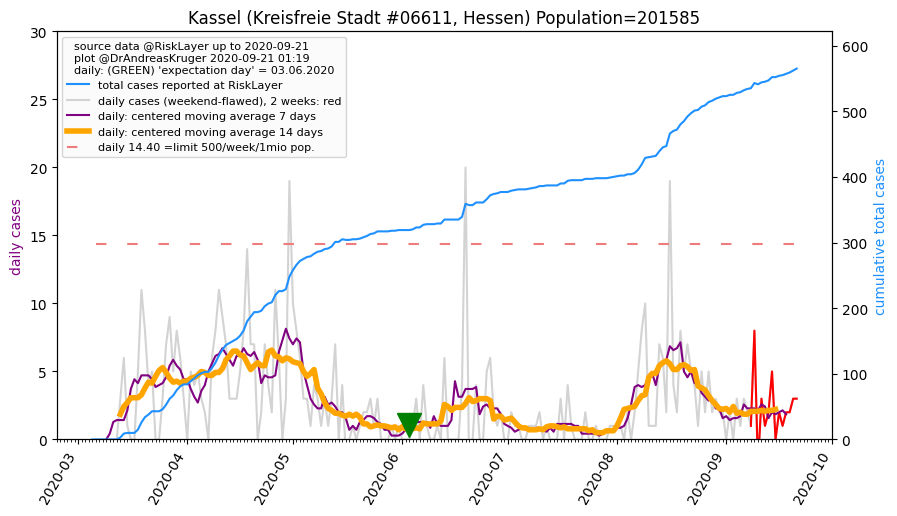 Kassel (Kreisfreie Stadt #06611, Hessen) Population=201585
source data @RiskLayer up to 2020-09-21
plot @DrAndreasKruger 2020-09-21 01:19
daily: (GREEN) 'expectation day' = 03.06.2020
total cases reported at RiskLayer
daily cases (weekend-flawed), 2 weeks: red
daily: centered moving average 7 days
daily: centered moving average 14 days
daily 14.40 =limit 500/week/1mio pop.
daily cases
30
25
20
15
10
5
0
cumulative total cases
600
500
400
300
200
100
0
2020-03
2020-04
2020-05
2020-06
2020-07
2020-08
2020-09
2020-10